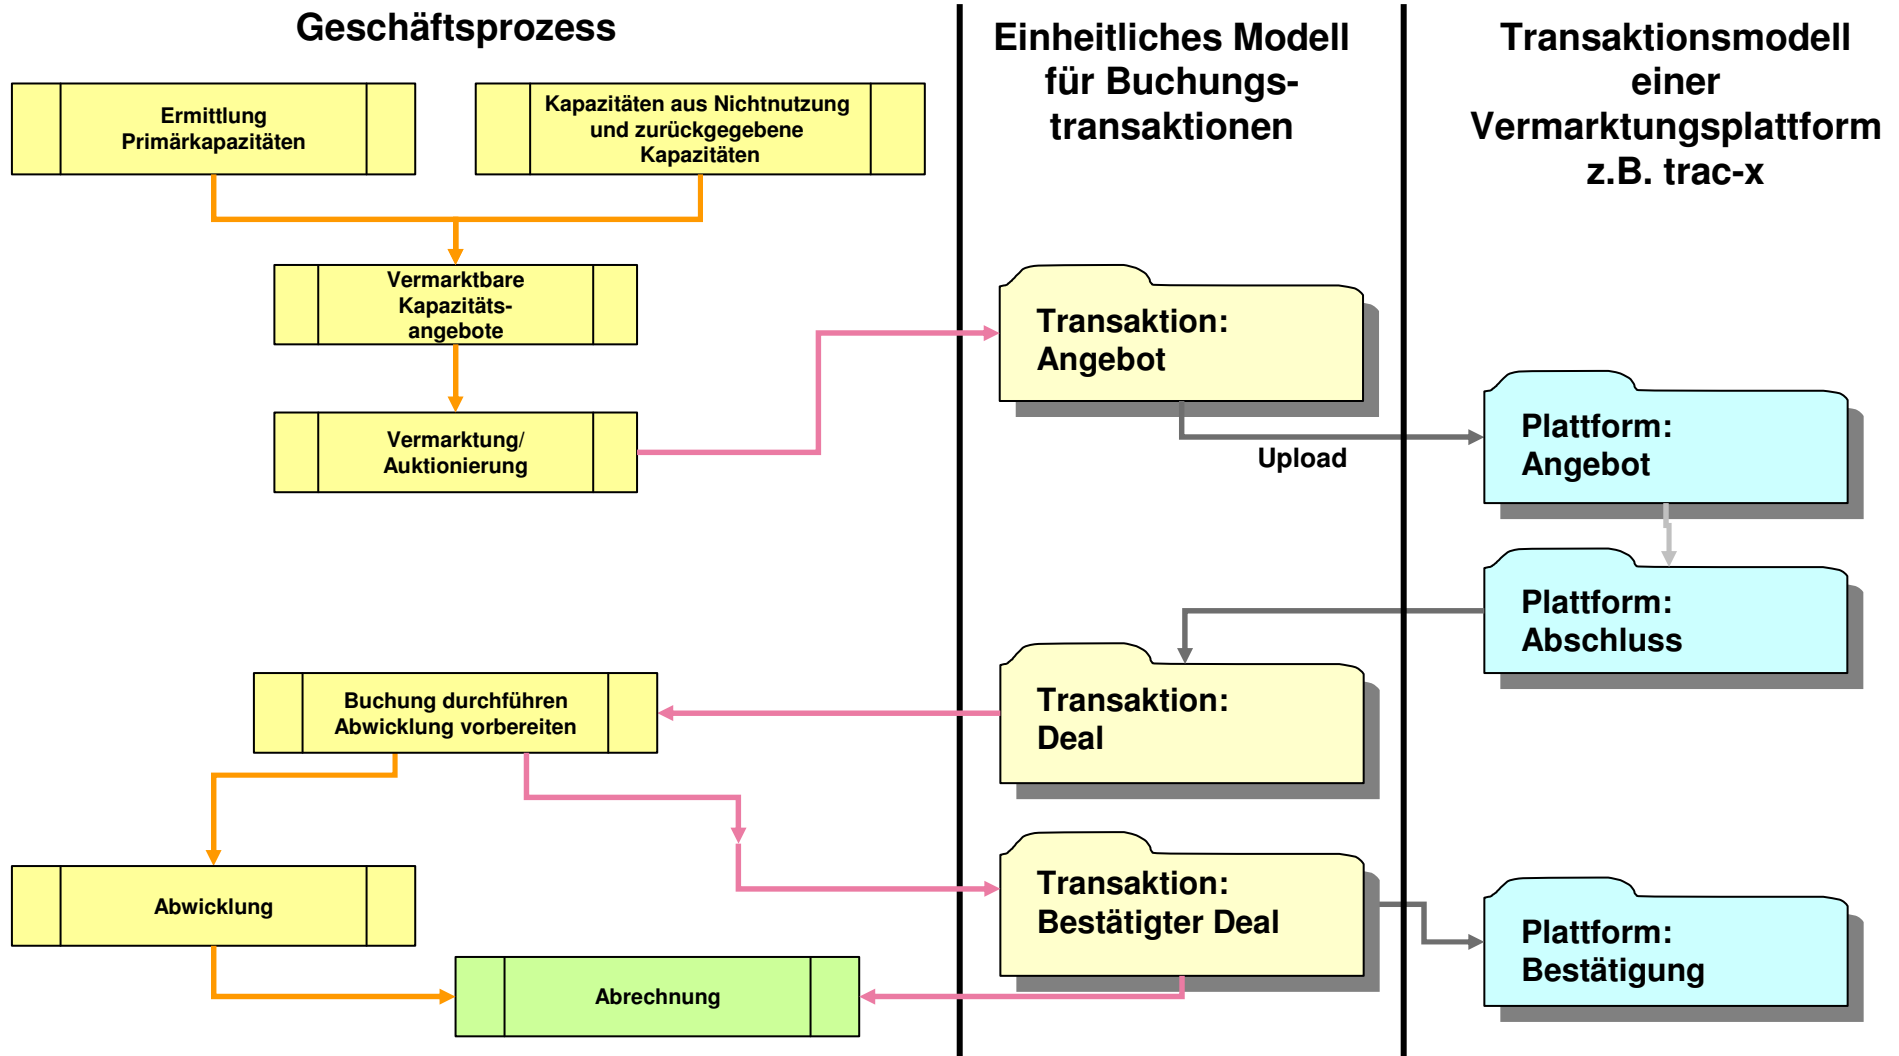 Geschäftsprozess
Ermittlung
Primärkapazitäten
Kapazitäten aus Nichtnutzung
und zurückgegebene
Kapazitäten
Vermarktbare
Kapazitäts-
angebote
Vermarktung/
Auktionierung
Buchung durchführen
Abwicklung vorbereiten
Abwicklung
Abrechnung
Einheitliches Modell
für Buchungs-
transaktionen
Transaktion:
Angebot
Upload
Transaktion:
Deal
Transaktion:
Bestätigter Deal
Transaktionsmodell
einer
Vermarktungsplattform
z.B. trac-x
Plattform:
Angebot
Plattform:
Abschluss
Plattform:
Bestätigung